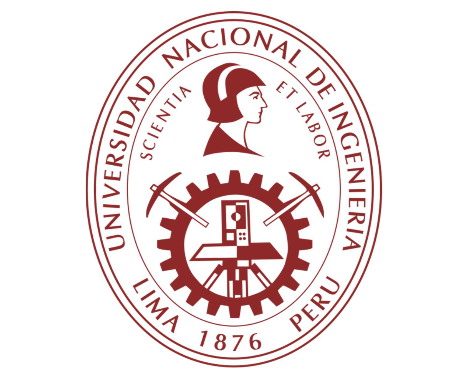 UNIVERSIDAD NACIONAL DE INGENIERIA
SCIENTIA ET LABOR
LIMA 1876 PERU